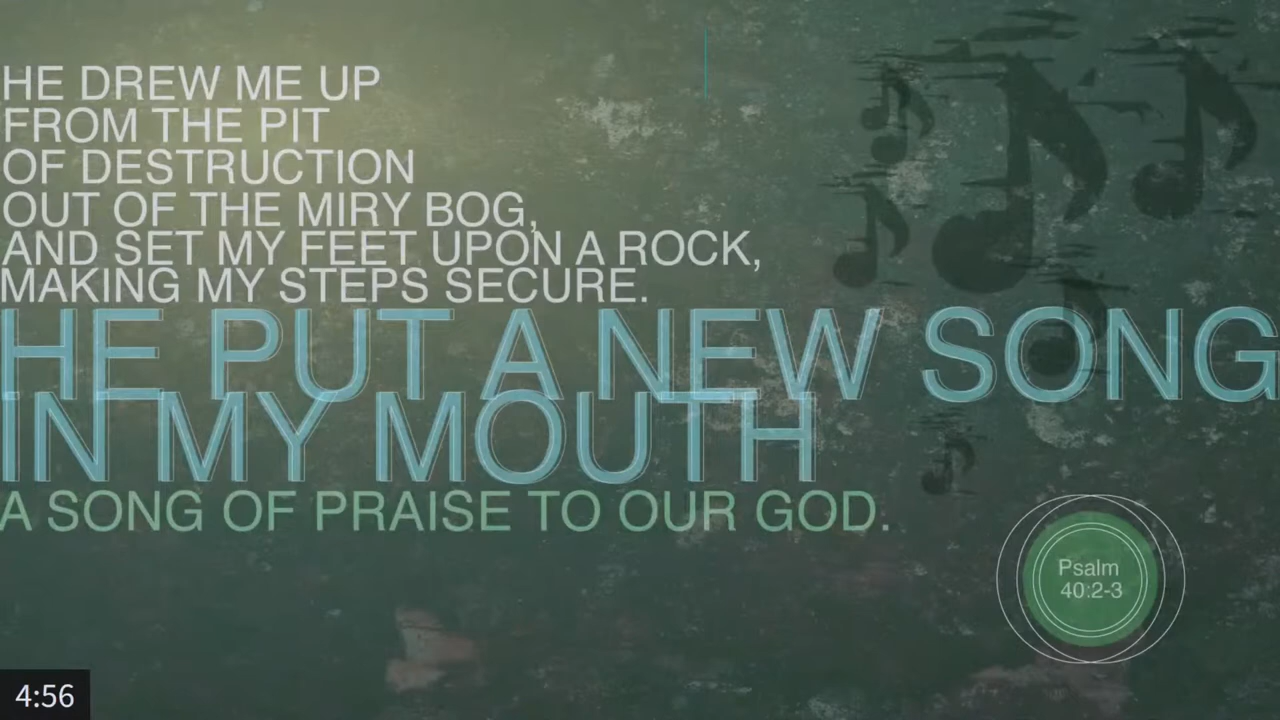 HE DREW ME UP
FROM THE PIT
OF DESTRUCTION
OUT OF THE MIRY BOG,
AND SET MY FEET UPON A ROCK,
MAKING MY STEPS SECURE.
HE PUT A NEW SONG
IN MY MOUTH
A SONG OF PRAISE TO OUR GOD.
Psalm
40:2-3
4:56